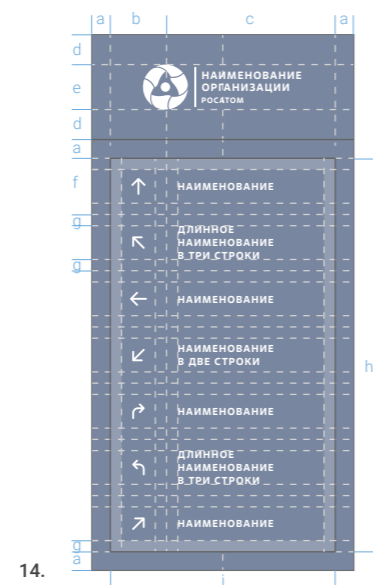 a b c a
d
НАИМЕНОВАНИЕ
e
ОРГАНИЗАЦИИ
РОСАТОМ
d
a
f
НАИМЕНОВАНИЕ
g
ДЛИННОЕ
НАИМЕНОВАНИЕ
В ТРИ СТРОКИ
g
НАИМЕНОВАНИЕ
НАИМЕНОВАНИЕ
В ДВЕ СТРОКИ
h
НАИМЕНОВАНИЕ
ДЛИННОЕ
НАИМЕНОВАНИЕ
В ТРИ СТРОКИ
НАИМЕНОВАНИЕ
g
a
14.
i